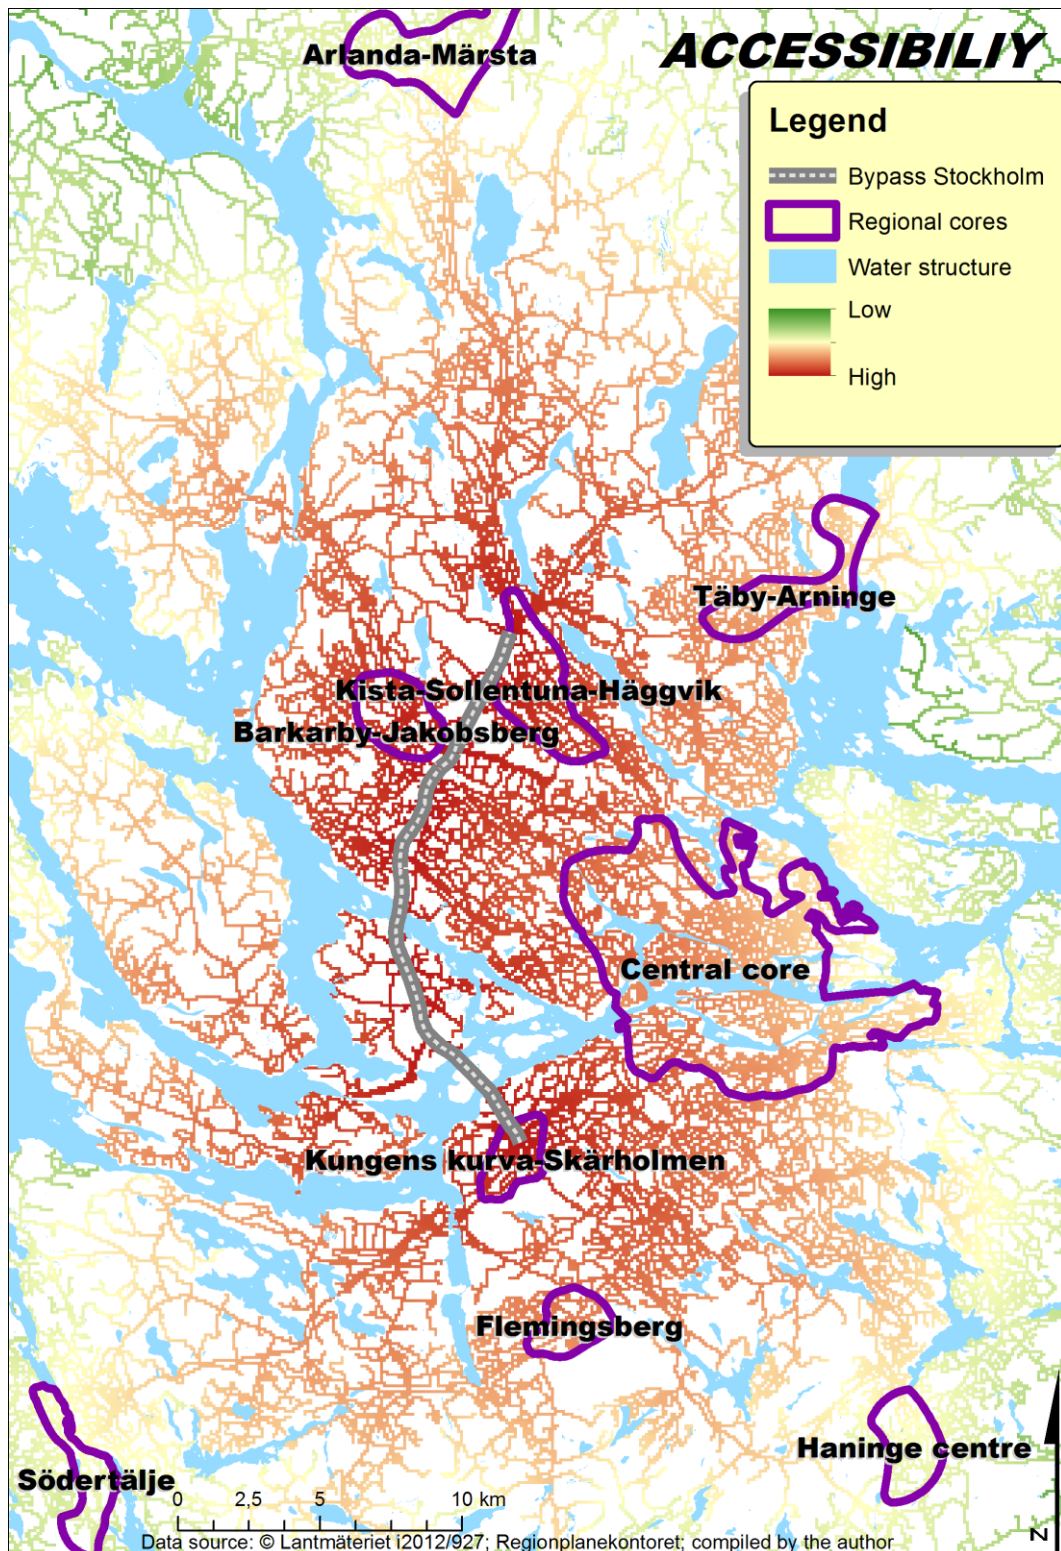 Arlanda-Märsta
ACCESSIBILIY
Legend
Bypass Stockholm
Regional cores
Water structure
Low
High
Täby-Arninge
Kista-Sollentuna-Häggvik
Barkarby-Jakobsberg
Central core
Kungens kurva-Skärholmen
Flemingsberg
Haninge centre
Södertälje
0 2,5 5 10 km
Data source: © Lantmäteriet i2012/927; Regionplanekontoret; compiled by the author
N